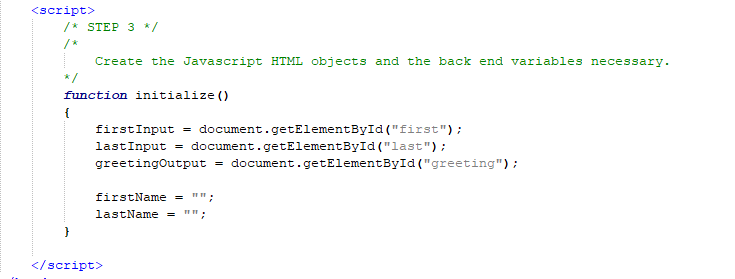 <script>
/* STEP 3 */
/*
Create the Javascript HTML objects and the back end variables necessary.
*/
function initialize()
{
firstInput = document.getElementById("first");
lastInput = document.getElementById("last");
greetingOutput = document.getElementById("greeting");
firstName = "";
lastName = "";
}
</script>